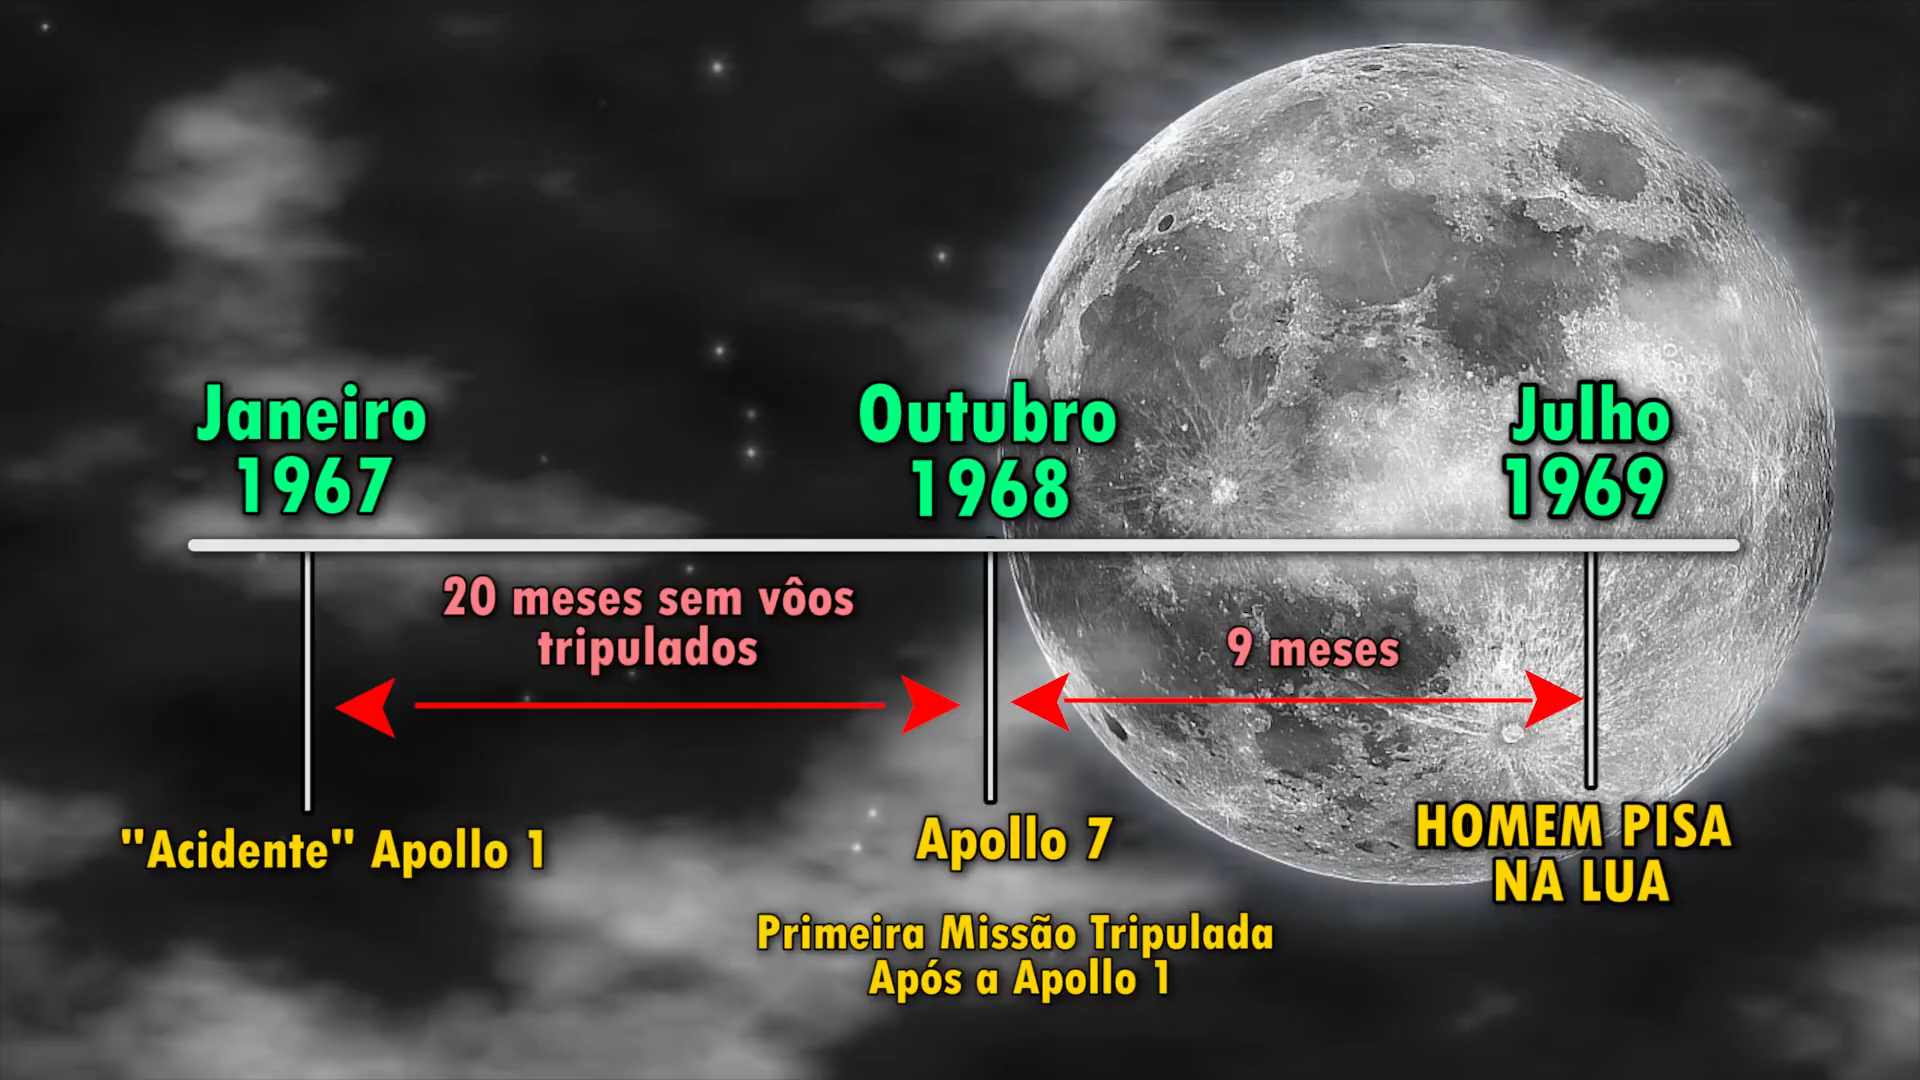 Janeiro
1967
Outubro
1968
Julho
1969
20 meses sem vôos
tripulados
9 meses
"Acidente" Apollo 1
Apollo 7
Primeira Missão Tripulada
Após a Apollo 1
HOMEM PISA
NA LUA